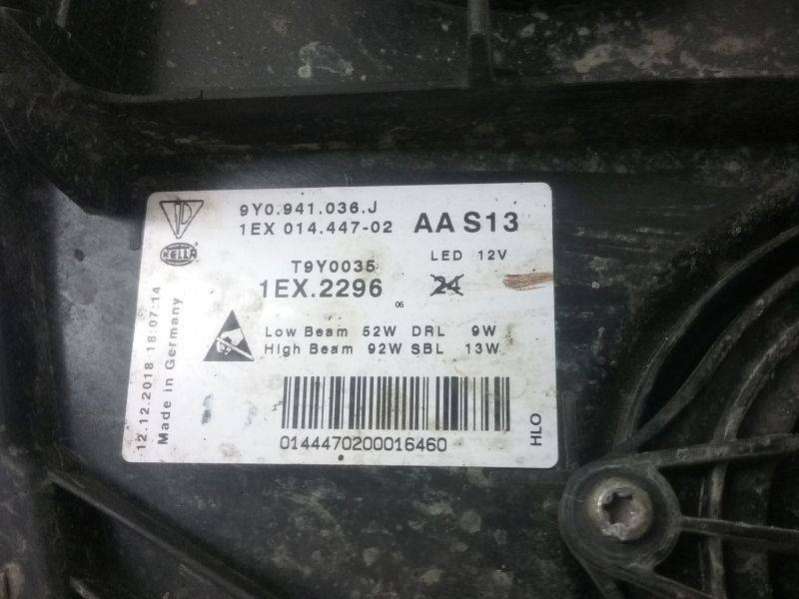 9Y0.941.036.J
1EX 014.447-02 AA S13
HELLA
T9Y0035 LED 12V
1EX.2296 06 24
Low Beam 52W DRL 9W
High Beam 92W SBL 13W
0144470200016460
HLO
12.12.2018 18:07:14
Made in Germany